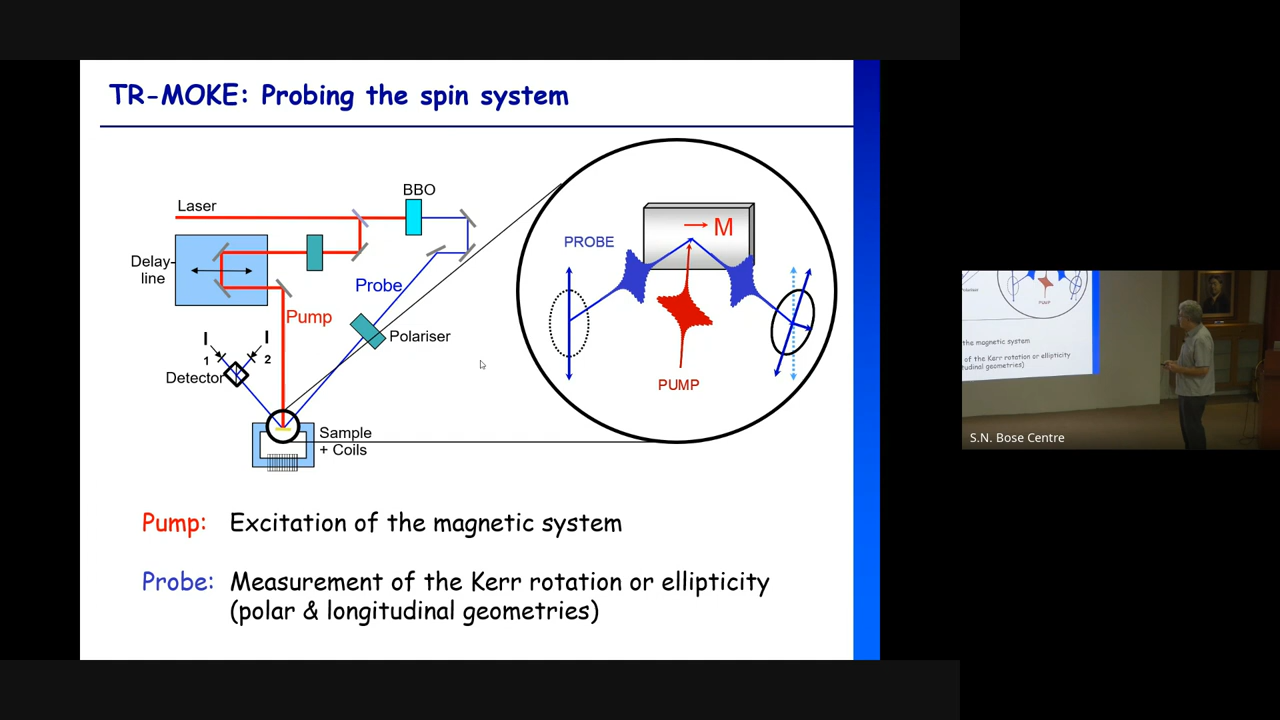 TR-MOKE: Probing the spin system
BBO
Laser
Delay-
line
Probe
Pump
Polariser
I
1
I
2
Detector
Sample
+ Coils
M
PROBE
PUMP
Pump: Excitation of the magnetic system
Probe: Measurement of the Kerr rotation or ellipticity
(polar & longitudinal geometries)
PUMP
the magnetic system
of the Kerr rotation or ellipticity
itudinal geometries)
S.N. Bose Centre